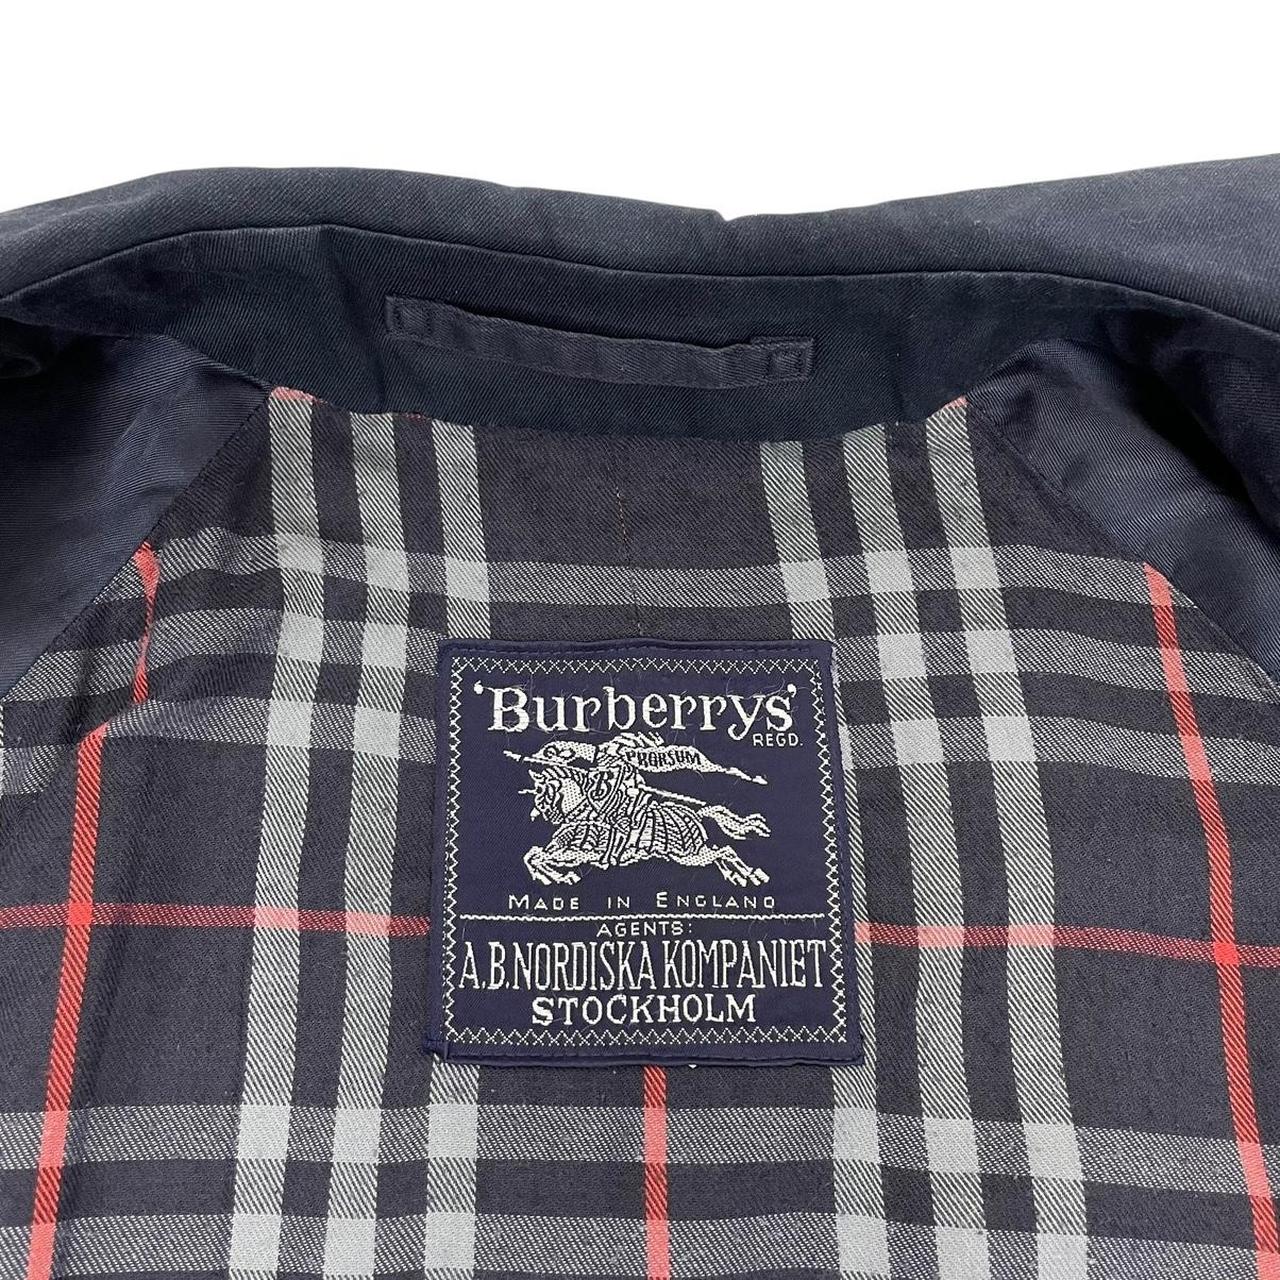 'Burberrys'
REGD.
PRORSUM
B
MADE IN ENGLAND
AGENTS:
A.B.NORDISKA KOMPANIET
STOCKHOLM